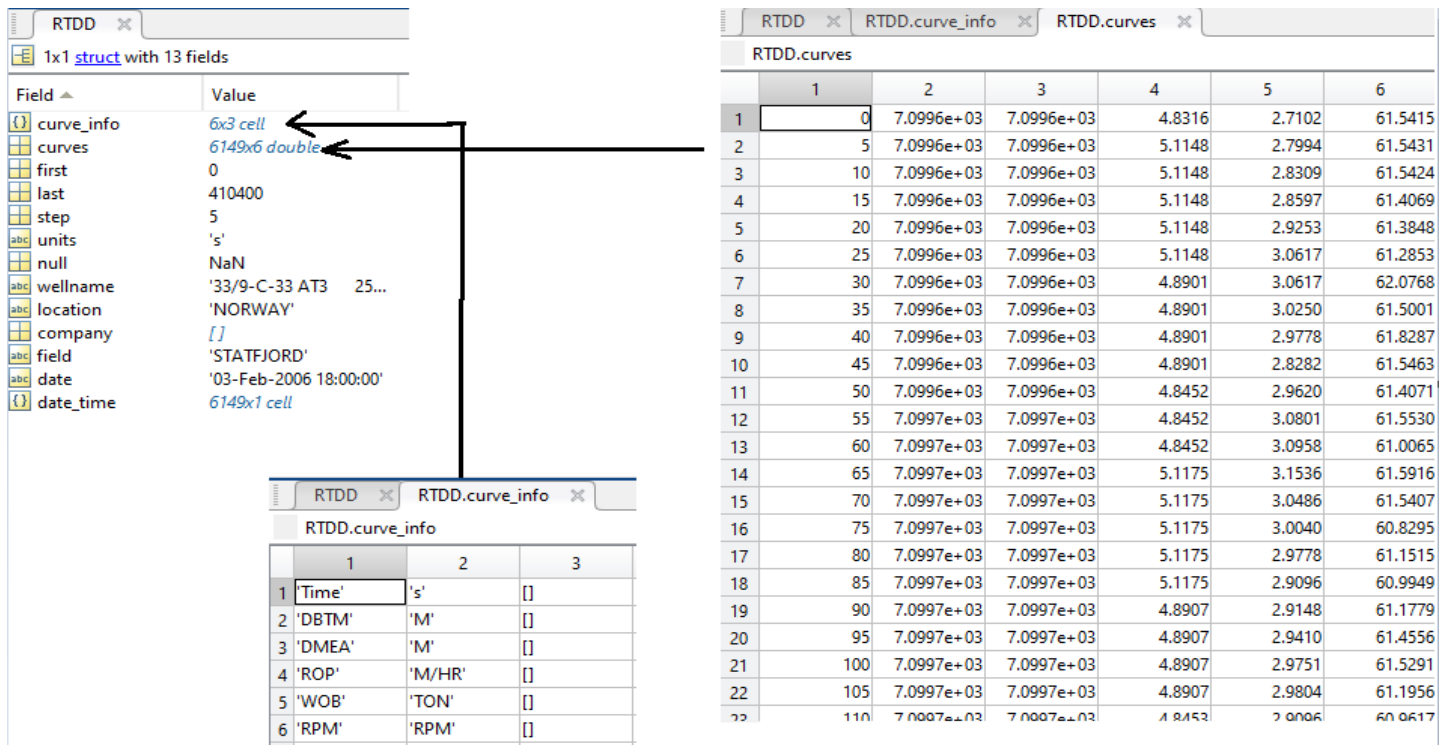 RTDD
1x1 struct with 13 fields
Field Value
curve_info 6x3 cell
curves 6149x6 double
first 0
last 410400
step 5
units 's'
null NaN
wellname '33/9-C-33 AT3 25...
location 'NORWAY'
company []
field 'STATFJORD'
date '03-Feb-2006 18:00:00'
date_time 6149x1 cell
RTDD RTDD.curve_info
RTDD.curve_info
1 2 3
1 'Time' 's' []
2 'DBTM' 'M' []
3 'DMEA' 'M' []
4 'ROP' 'M/HR' []
5 'WOB' 'TON' []
6 'RPM' 'RPM' []
RTDD RTDD.curve_info RTDD.curves
RTDD.curves
1 2 3 4 5 6
1 0 7.0996e+03 7.0996e+03 4.8316 2.7102 61.5415
2 5 7.0996e+03 7.0996e+03 5.1148 2.7994 61.5431
3 10 7.0996e+03 7.0996e+03 5.1148 2.8309 61.5424
4 15 7.0996e+03 7.0996e+03 5.1148 2.8597 61.4069
5 20 7.0996e+03 7.0996e+03 5.1148 2.9253 61.3848
6 25 7.0996e+03 7.0996e+03 5.1148 3.0617 61.2853
7 30 7.0996e+03 7.0996e+03 4.8901 3.0617 62.0768
8 35 7.0996e+03 7.0996e+03 4.8901 3.0250 61.5001
9 40 7.0996e+03 7.0996e+03 4.8901 2.9778 61.8287
10 45 7.0996e+03 7.0996e+03 4.8901 2.8282 61.5463
11 50 7.0996e+03 7.0996e+03 4.8452 2.9620 61.4071
12 55 7.0997e+03 7.0997e+03 4.8452 3.0801 61.5530
13 60 7.0997e+03 7.0997e+03 4.8452 3.0958 61.0065
14 65 7.0997e+03 7.0997e+03 5.1175 3.1536 61.5916
15 70 7.0997e+03 7.0997e+03 5.1175 3.0486 61.5407
16 75 7.0997e+03 7.0997e+03 5.1175 3.0040 60.8295
17 80 7.0997e+03 7.0997e+03 5.1175 2.9778 61.1515
18 85 7.0997e+03 7.0997e+03 5.1175 2.9096 60.9949
19 90 7.0997e+03 7.0997e+03 4.8907 2.9148 61.1779
20 95 7.0997e+03 7.0997e+03 4.8907 2.9410 61.4556
21 100 7.0997e+03 7.0997e+03 4.8907 2.9751 61.5291
22 105 7.0997e+03 7.0997e+03 4.8907 2.9804 61.1956
23 110 7.0997e+03 7.0997e+03 4.8453 2.9096 60.9617